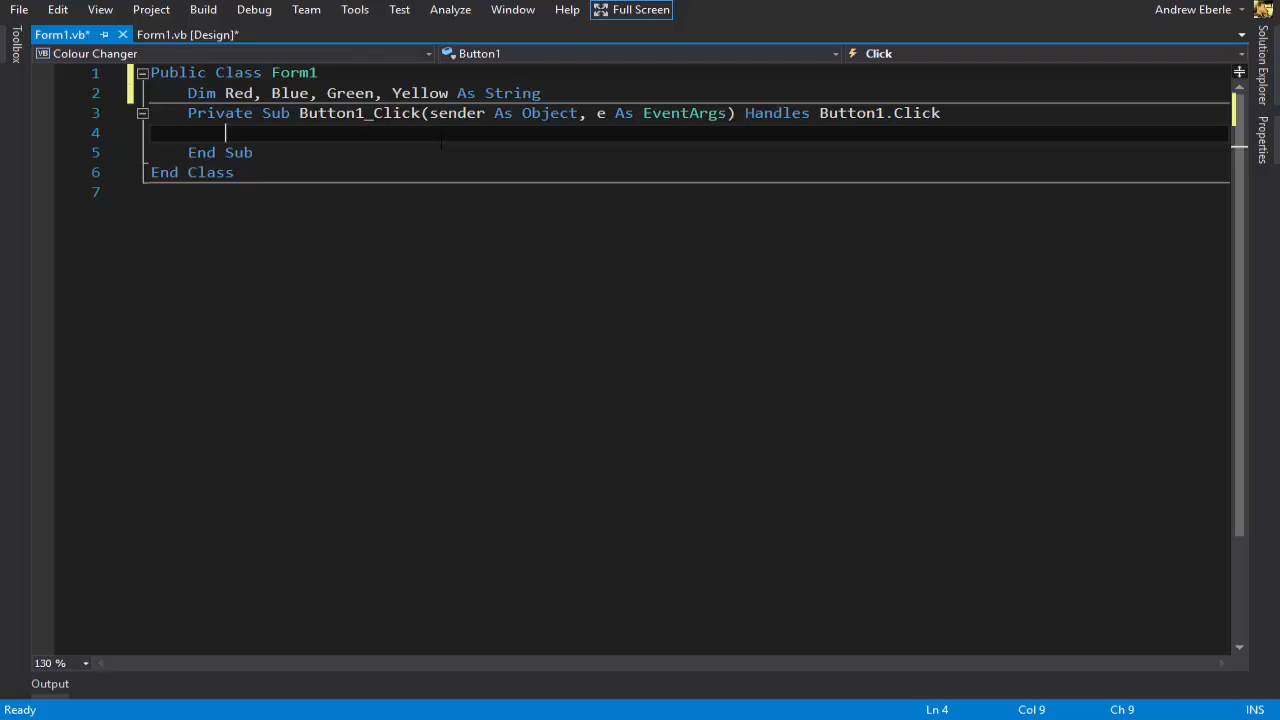 File Edit View Project Build Debug Team Tools Test Analyze Window Help Full Screen Andrew Eberle
Form1.vb* Form1.vb [Design]*
VB Colour Changer Button1 Click
1 Public Class Form1
2 Dim Red, Blue, Green, Yellow As String
3 Private Sub Button1_Click(sender As Object, e As EventArgs) Handles Button1.Click
4
5 End Sub
6 End Class
7
Toolbox
Solution Explorer
Properties
130 %
Output
Ready Ln 4 Col 9 Ch 9 INS